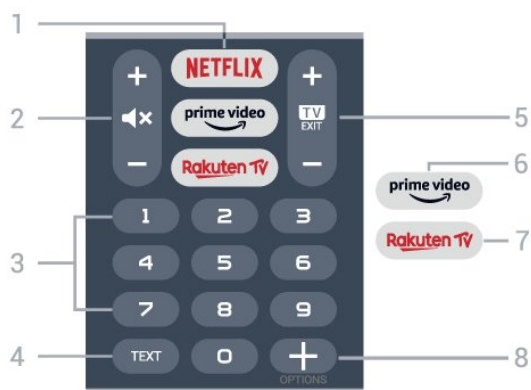 1
NETFLIX
+ +
2 prime video TV 5
EXIT
6
- -
Rakuten TV prime video
1 2 3
Rakuten TV 7
3 4 5 6
7 8 9
4 TEXT 0 + 8
OPTIONS